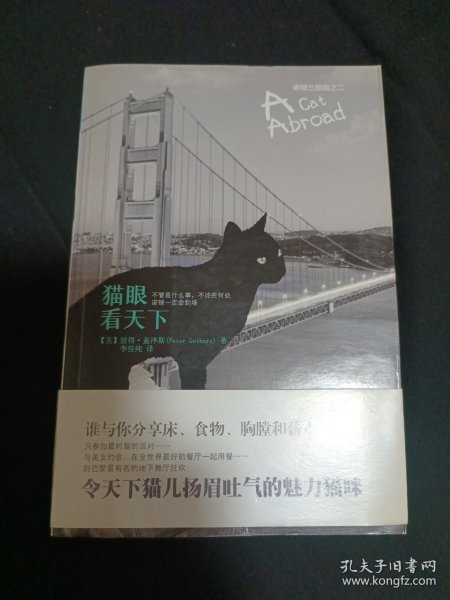 诺顿三部曲之二
A Cat
Abroad
猫眼
看天下
不管是什么事，不论在何处
诺顿一定会到场
【美】彼得·盖泽斯(Peter Gethers) 著
李佳纯 译
谁与你分享床、食物、胸膛和薪水
只参加最时髦的派对……
与美女约会，在全世界最好的餐厅一起用餐……
到巴黎最有名的地下舞厅狂欢
令天下猫儿扬眉吐气的魅力猫咪
孔夫子旧书网
www.kongfz.com